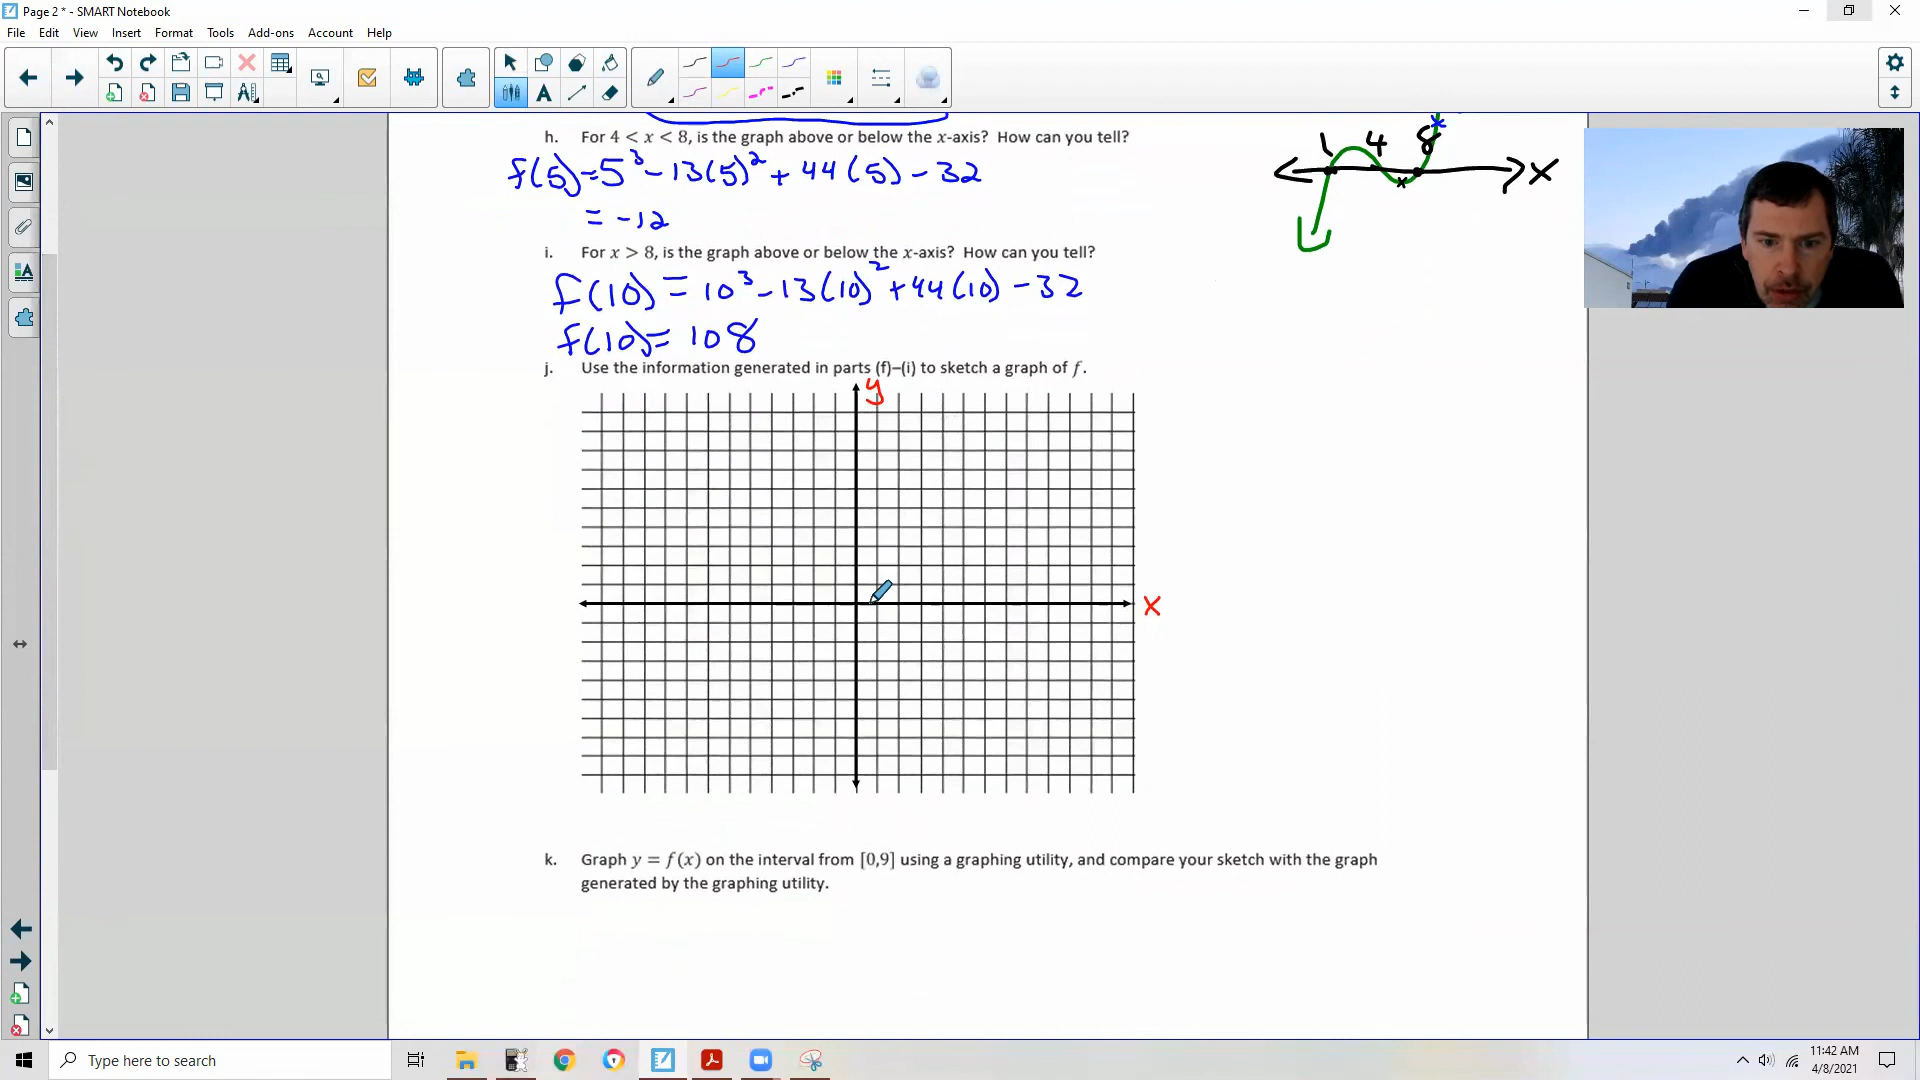 Page 2 * - SMART Notebook
File Edit View Insert Format Tools Add-ons Account Help
h. For 4 < x < 8, is the graph above or below the x-axis? How can you tell?
f(5)=5³-13(5)²+44(5)-32
= -12
1 4 8 x
i. For x > 8, is the graph above or below the x-axis? How can you tell?
f(10) = 10³-13(10)²+44(10)-32
f(10)= 108
j. Use the information generated in parts (f)–(i) to sketch a graph of f.
y
x
k. Graph y = f(x) on the interval from [0,9] using a graphing utility, and compare your sketch with the graph
generated by the graphing utility.
Type here to search
11:42 AM
4/8/2021